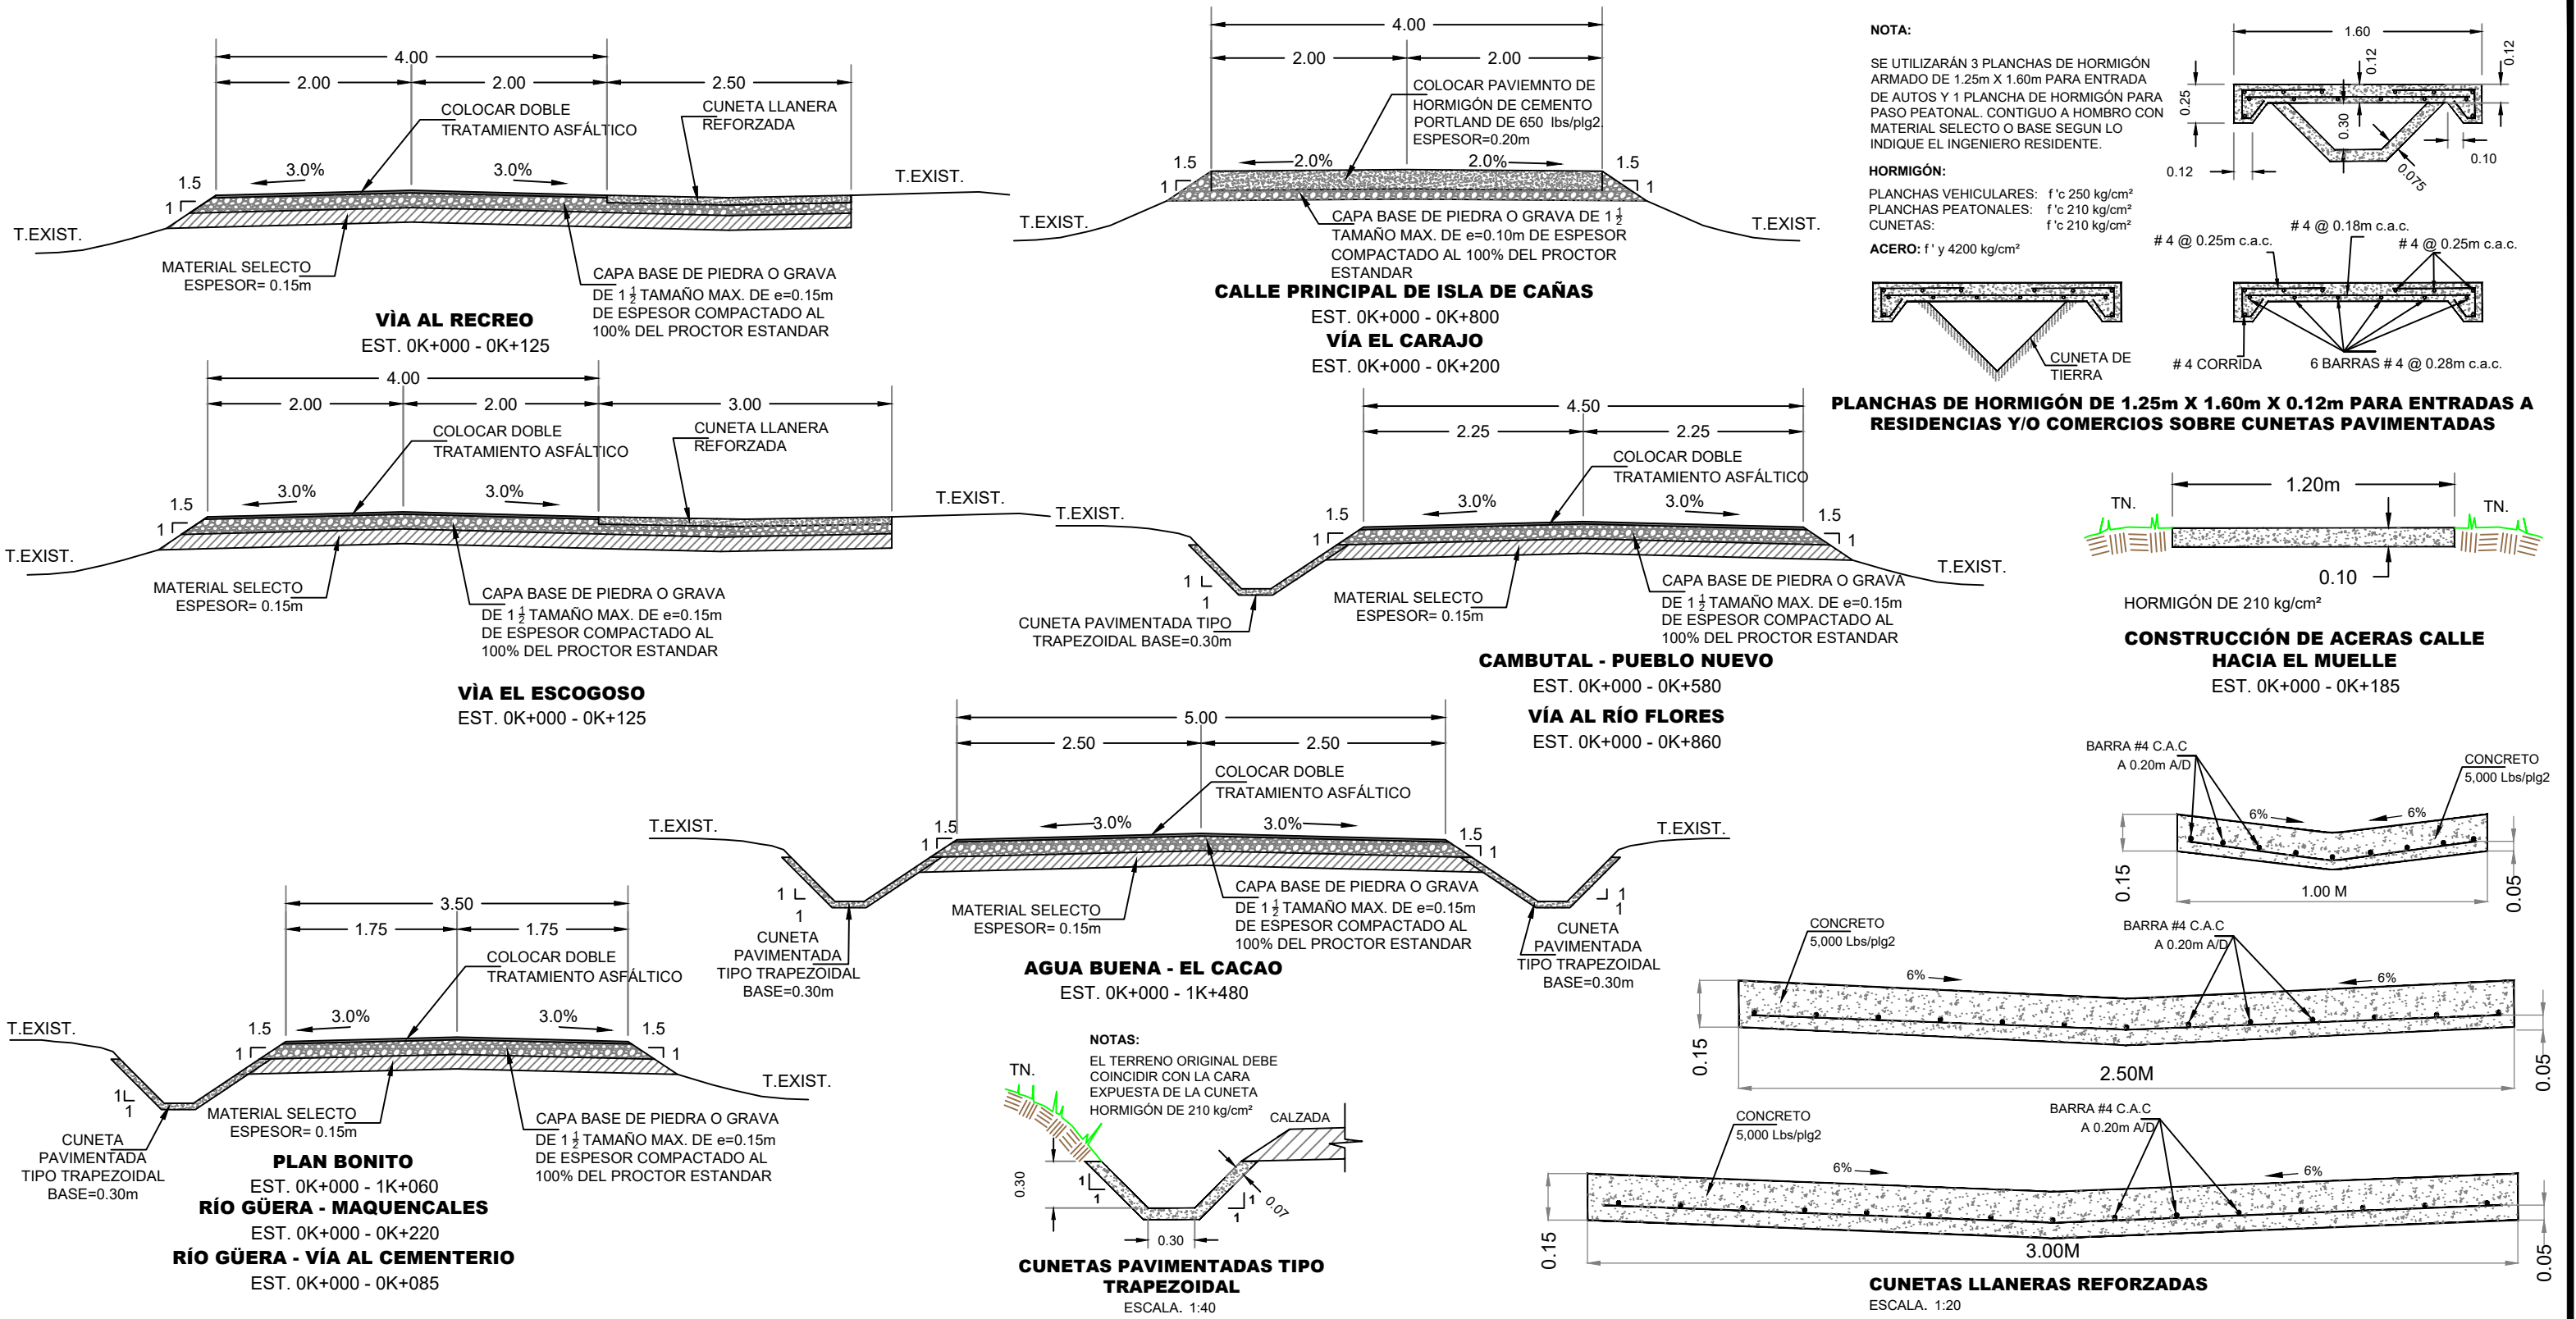 4.00
2.00
2.00
2.50
COLOCAR DOBLE
TRATAMIENTO ASFÁLTICO
CUNETA LLANERA
REFORZADA
3.0%
3.0%
1.5
1
T.EXIST.
T.EXIST.
MATERIAL SELECTO
ESPESOR= 0.15m
CAPA BASE DE PIEDRA O GRAVA
DE 1 1/2 TAMAÑO MAX. DE e=0.15m
DE ESPESOR COMPACTADO AL
100% DEL PROCTOR ESTANDAR
VÌA AL RECREO
EST. 0K+000 - 0K+125
4.00
2.00
2.00
COLOCAR PAVIEMNTO DE
HORMIGÓN DE CEMENTO
PORTLAND DE 650 lbs/plg2.
ESPESOR=0.20m
2.0%
2.0%
1.5
1
1.5
1
T.EXIST.
T.EXIST.
CAPA BASE DE PIEDRA O GRAVA DE 1 1/2
TAMAÑO MAX. DE e=0.10m DE ESPESOR
COMPACTADO AL 100% DEL PROCTOR
ESTANDAR
CALLE PRINCIPAL DE ISLA DE CAÑAS
EST. 0K+000 - 0K+800
VÍA EL CARAJO
EST. 0K+000 - 0K+200
NOTA:
SE UTILIZARÁN 3 PLANCHAS DE HORMIGÓN
ARMADO DE 1.25m X 1.60m PARA ENTRADA
DE AUTOS Y 1 PLANCHA DE HORMIGÓN PARA
PASO PEATONAL. CONTIGUO A HOMBRO CON
MATERIAL SELECTO O BASE SEGUN LO
INDIQUE EL INGENIERO RESIDENTE.
HORMIGÓN:
PLANCHAS VEHICULARES: f 'c 250 kg/cm²
PLANCHAS PEATONALES: f 'c 210 kg/cm²
CUNETAS: f 'c 210 kg/cm²
ACERO: f ' y 4200 kg/cm²
1.60
0.12
0.12
0.25
0.30
0.12
0.10
0.075
# 4 @ 0.25m c.a.c.
# 4 @ 0.18m c.a.c.
# 4 @ 0.25m c.a.c.
CUNETA DE
TIERRA
# 4 CORRIDA
6 BARRAS # 4 @ 0.28m c.a.c.
PLANCHAS DE HORMIGÓN DE 1.25m X 1.60m X 0.12m PARA ENTRADAS A
RESIDENCIAS Y/O COMERCIOS SOBRE CUNETAS PAVIMENTADAS
4.00
2.00
2.00
3.00
COLOCAR DOBLE
TRATAMIENTO ASFÁLTICO
CUNETA LLANERA
REFORZADA
3.0%
3.0%
1.5
1
T.EXIST.
T.EXIST.
MATERIAL SELECTO
ESPESOR= 0.15m
CAPA BASE DE PIEDRA O GRAVA
DE 1 1/2 TAMAÑO MAX. DE e=0.15m
DE ESPESOR COMPACTADO AL
100% DEL PROCTOR ESTANDAR
VÌA EL ESCOGOSO
EST. 0K+000 - 0K+125
4.50
2.25
2.25
COLOCAR DOBLE
TRATAMIENTO ASFÁLTICO
3.0%
3.0%
1.5
1
1.5
1
T.EXIST.
T.EXIST.
1
1
CUNETA PAVIMENTADA TIPO
TRAPEZOIDAL BASE=0.30m
MATERIAL SELECTO
ESPESOR= 0.15m
CAPA BASE DE PIEDRA O GRAVA
DE 1 1/2 TAMAÑO MAX. DE e=0.15m
DE ESPESOR COMPACTADO AL
100% DEL PROCTOR ESTANDAR
CAMBUTAL - PUEBLO NUEVO
EST. 0K+000 - 0K+580
VÍA AL RÍO FLORES
EST. 0K+000 - 0K+860
1.20m
TN.
TN.
0.10
HORMIGÓN DE 210 kg/cm²
CONSTRUCCIÓN DE ACERAS CALLE
HACIA EL MUELLE
EST. 0K+000 - 0K+185
5.00
2.50
2.50
COLOCAR DOBLE
TRATAMIENTO ASFÁLTICO
3.0%
3.0%
1.5
1
1.5
1
T.EXIST.
T.EXIST.
1
1
1
1
CUNETA
PAVIMENTADA
TIPO TRAPEZOIDAL
BASE=0.30m
MATERIAL SELECTO
ESPESOR= 0.15m
CAPA BASE DE PIEDRA O GRAVA
DE 1 1/2 TAMAÑO MAX. DE e=0.15m
DE ESPESOR COMPACTADO AL
100% DEL PROCTOR ESTANDAR
CUNETA
PAVIMENTADA
TIPO TRAPEZOIDAL
BASE=0.30m
AGUA BUENA - EL CACAO
EST. 0K+000 - 1K+480
3.50
1.75
1.75
COLOCAR DOBLE
TRATAMIENTO ASFÁLTICO
3.0%
3.0%
1.5
1
1.5
1
T.EXIST.
T.EXIST.
1
1
CUNETA
PAVIMENTADA
TIPO TRAPEZOIDAL
BASE=0.30m
MATERIAL SELECTO
ESPESOR= 0.15m
CAPA BASE DE PIEDRA O GRAVA
DE 1 1/2 TAMAÑO MAX. DE e=0.15m
DE ESPESOR COMPACTADO AL
100% DEL PROCTOR ESTANDAR
PLAN BONITO
EST. 0K+000 - 1K+060
RÍO GÜERA - MAQUENCALES
EST. 0K+000 - 0K+220
RÍO GÜERA - VÍA AL CEMENTERIO
EST. 0K+000 - 0K+085
NOTAS:
EL TERRENO ORIGINAL DEBE
COINCIDIR CON LA CARA
EXPUESTA DE LA CUNETA
HORMIGÓN DE 210 kg/cm²
TN.
CALZADA
0.30
1
1
1
1
0.07
0.30
CUNETAS PAVIMENTADAS TIPO
TRAPEZOIDAL
ESCALA. 1:40
BARRA #4 C.A.C
A 0.20m A/D
CONCRETO
5,000 Lbs/plg2
6%
6%
0.15
0.05
1.00 M
CONCRETO
5,000 Lbs/plg2
BARRA #4 C.A.C
A 0.20m A/D
6%
6%
0.15
0.05
2.50M
CONCRETO
5,000 Lbs/plg2
BARRA #4 C.A.C
A 0.20m A/D
6%
6%
0.15
0.05
3.00M
CUNETAS LLANERAS REFORZADAS
ESCALA. 1:20